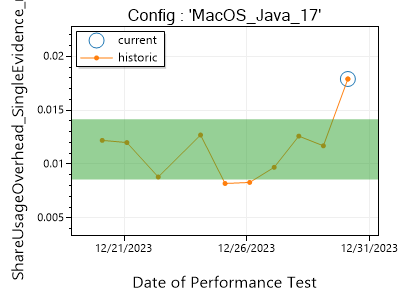 Config : 'MacOS_Java_17'
current
historic
0.02
0.015
0.01
0.005
12/21/2023
12/26/2023
12/31/2023
Date of Performance Test
ShareUsageOverhead_SingleEvidence_